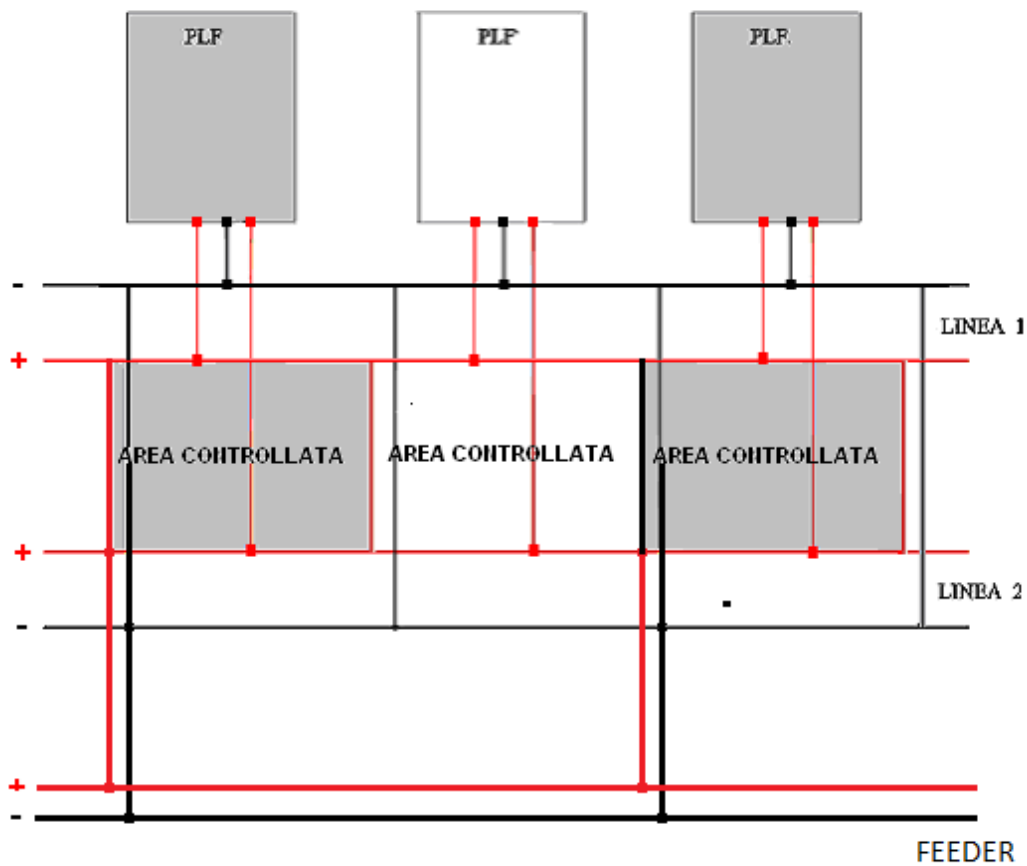 PLF PLF PLF
-
LINEA 1
+
AREA CONTROLLATA AREA CONTROLLATA AREA CONTROLLATA
+
LINEA 2
-
+
-
FEEDER